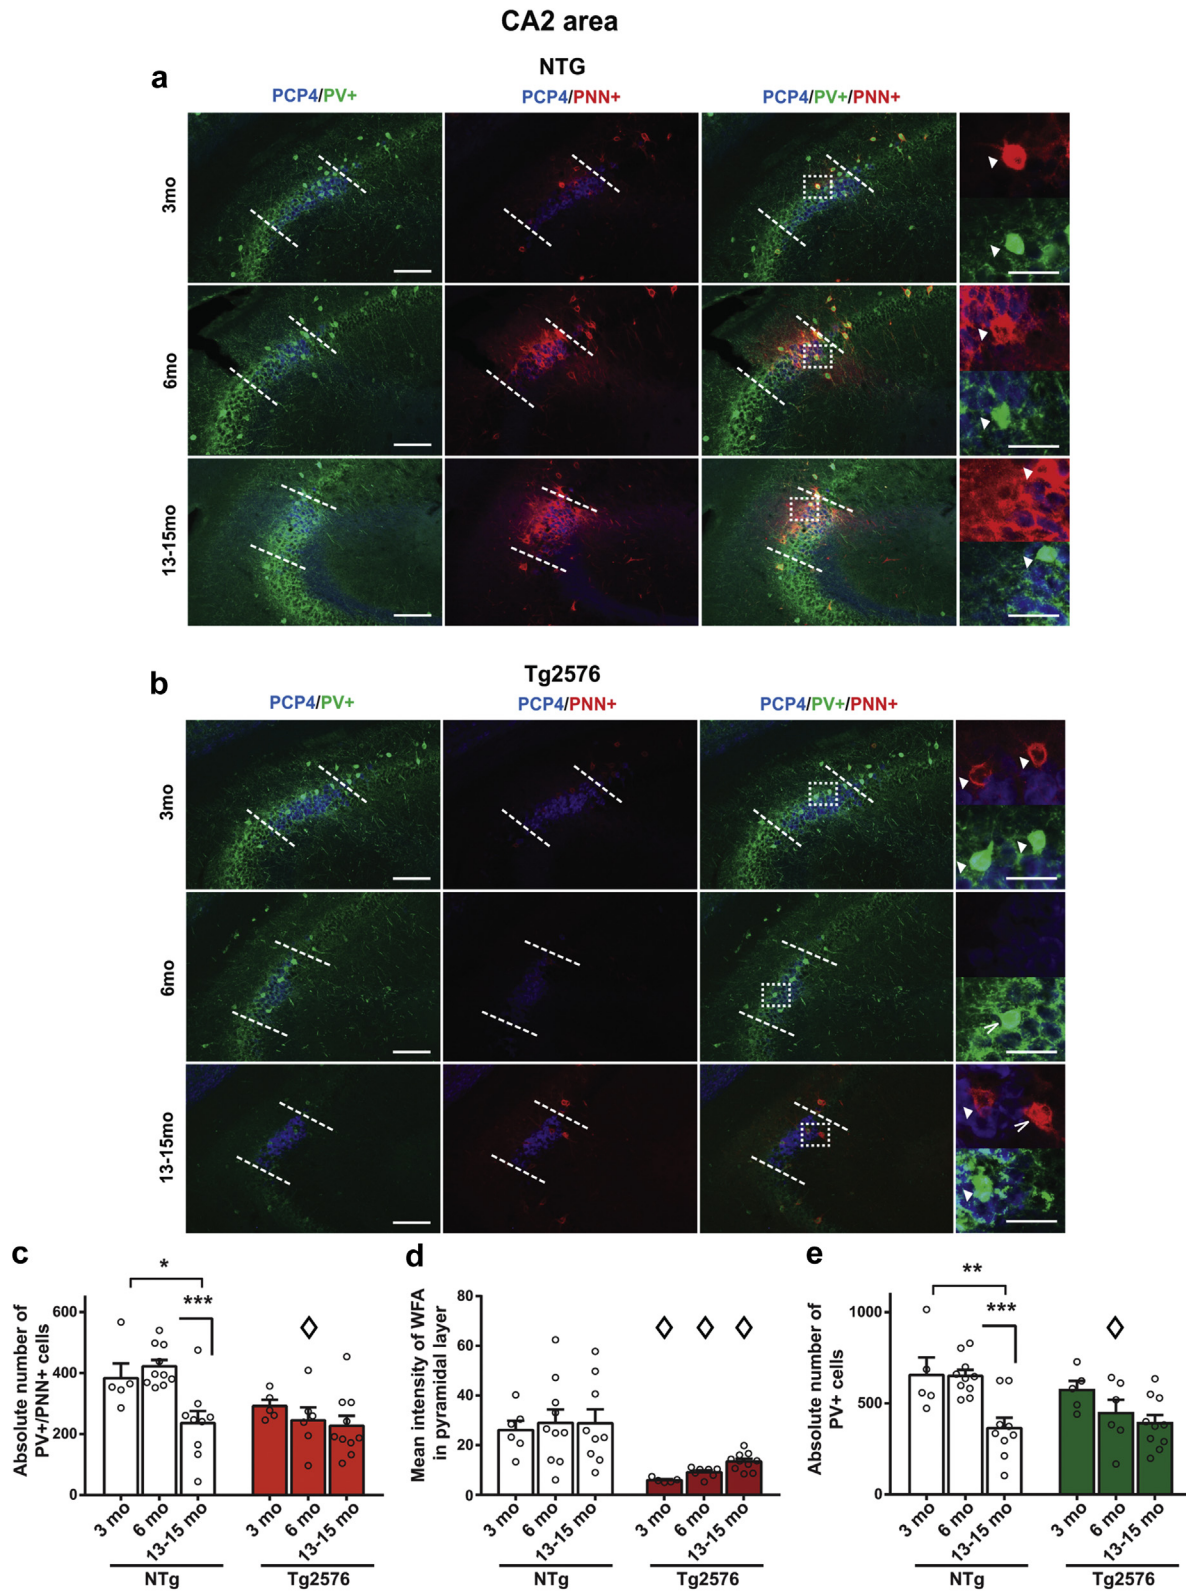 CA2 area
a
NTG
PCP4/PV+ PCP4/PNN+ PCP4/PV+/PNN+
3mo
6mo
13-15mo
b
Tg2576
PCP4/PV+ PCP4/PNN+ PCP4/PV+/PNN+
3mo
6mo
13-15mo
c
Absolute number of
PV+/PNN+ cells
600
400
200
0
*
***
3 mo 6 mo 13-15 mo 3 mo 6 mo 13-15 mo
NTg Tg2576
d
Mean intensity of WFA
in pyramidal layer
80
60
40
20
0
3 mo 6 mo 13-15 mo 3 mo 6 mo 13-15 mo
NTg Tg2576
e
Absolute number of
PV+ cells
1000
500
0
**
***
3 mo 6 mo 13-15 mo 3 mo 6 mo 13-15 mo
NTg Tg2576